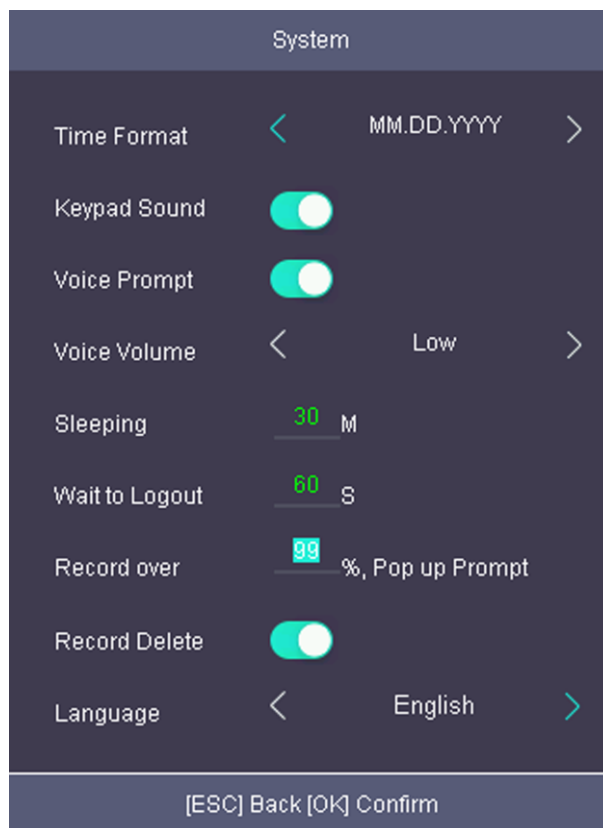 System
Time Format MM.DD.YYYY
Keypad Sound
Voice Prompt
Voice Volume Low
Sleeping 30 M
Wait to Logout 60 S
Record over 99 %, Pop up Prompt
Record Delete
Language English
[ESC] Back [OK] Confirm